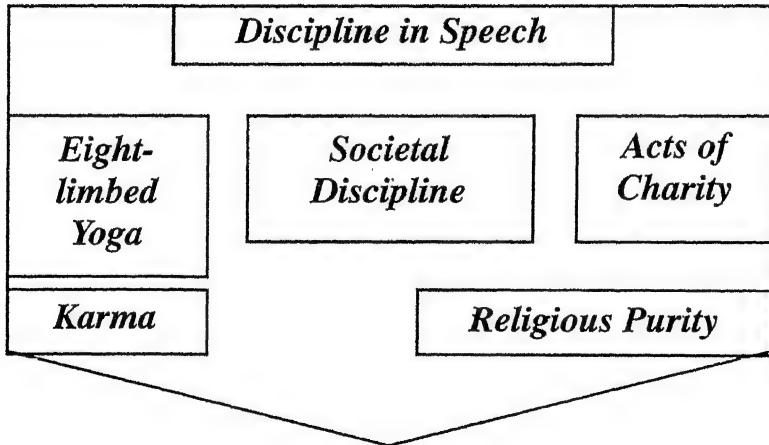 Discipline in Speech
Eight-
limbed
Yoga
Societal
Discipline
Acts of
Charity
Karma
Religious Purity